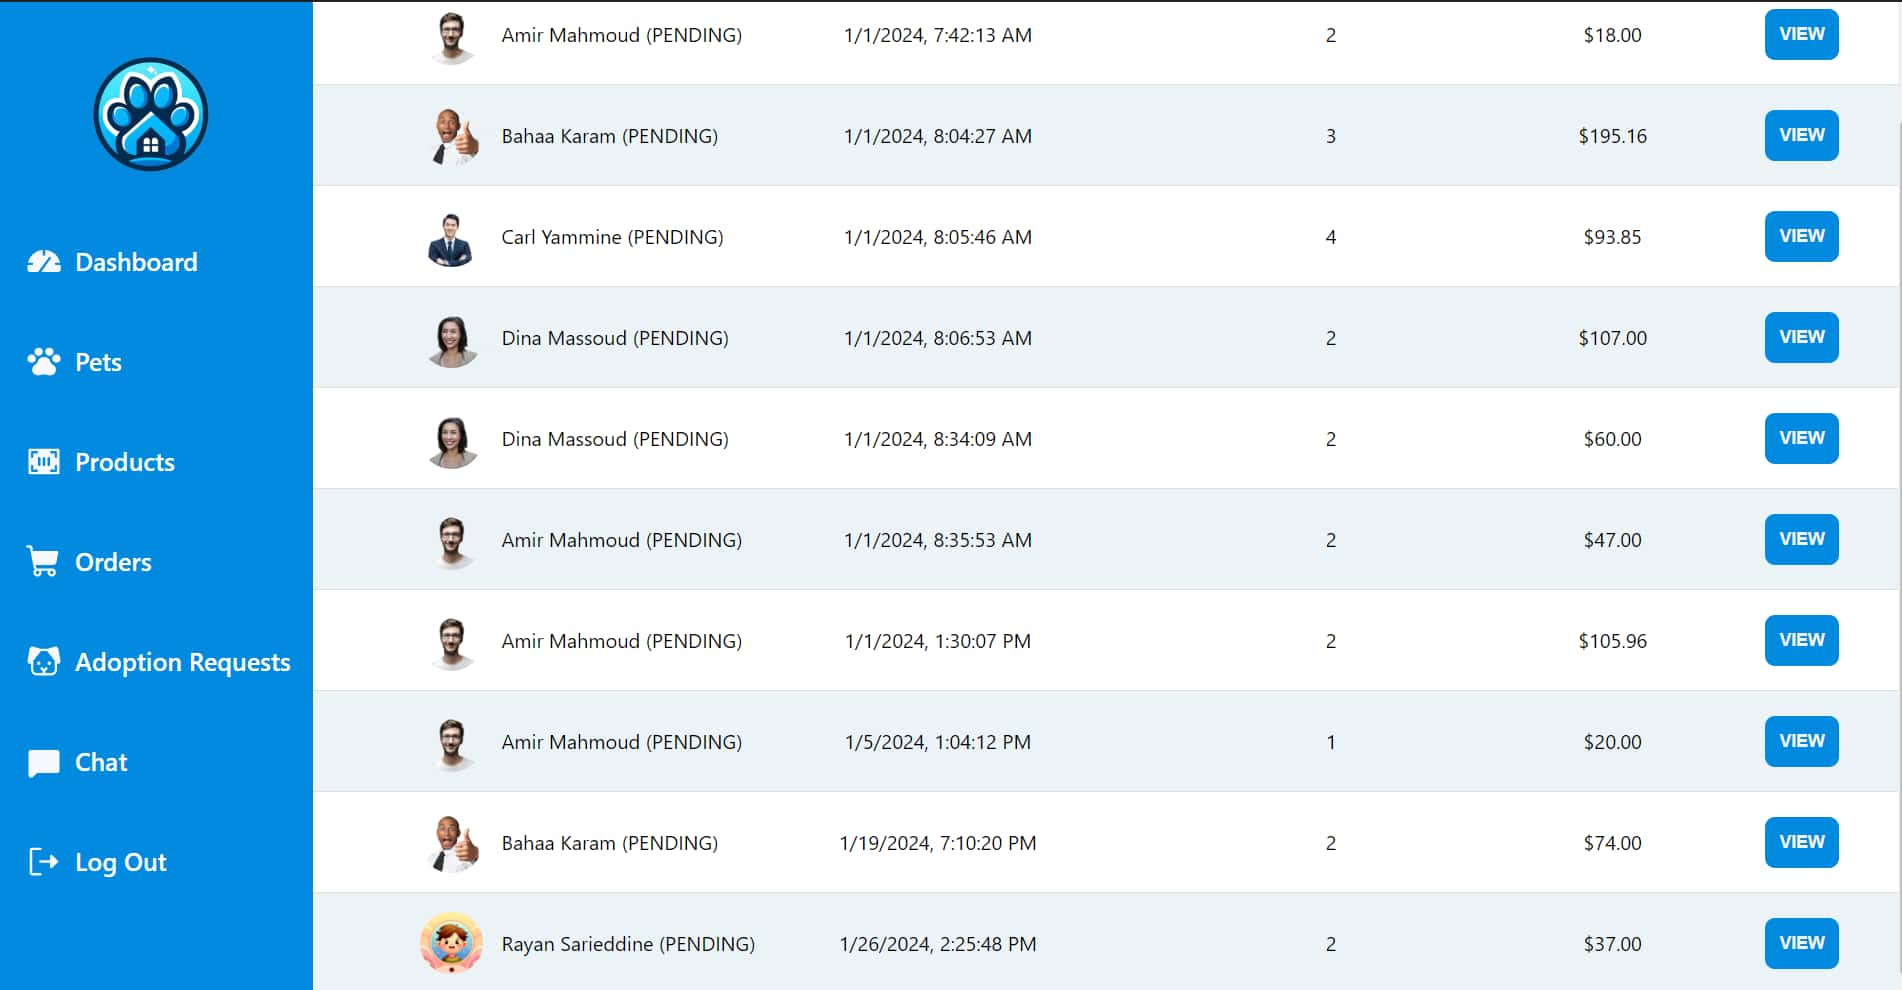 Dashboard
Pets
Products
Orders
Adoption Requests
Chat
Log Out
Amir Mahmoud (PENDING) 1/1/2024, 7:42:13 AM 2 $18.00 VIEW
Bahaa Karam (PENDING) 1/1/2024, 8:04:27 AM 3 $195.16 VIEW
Carl Yammine (PENDING) 1/1/2024, 8:05:46 AM 4 $93.85 VIEW
Dina Massoud (PENDING) 1/1/2024, 8:06:53 AM 2 $107.00 VIEW
Dina Massoud (PENDING) 1/1/2024, 8:34:09 AM 2 $60.00 VIEW
Amir Mahmoud (PENDING) 1/1/2024, 8:35:53 AM 2 $47.00 VIEW
Amir Mahmoud (PENDING) 1/1/2024, 1:30:07 PM 2 $105.96 VIEW
Amir Mahmoud (PENDING) 1/5/2024, 1:04:12 PM 1 $20.00 VIEW
Bahaa Karam (PENDING) 1/19/2024, 7:10:20 PM 2 $74.00 VIEW
Rayan Sarieddine (PENDING) 1/26/2024, 2:25:48 PM 2 $37.00 VIEW